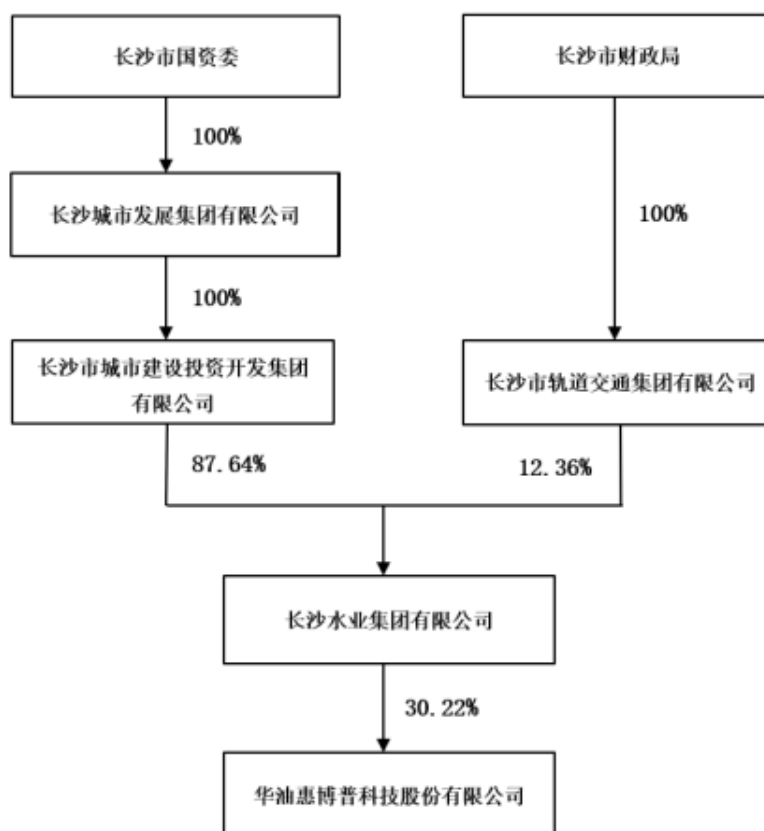 长沙市国资委
长沙市财政局
100%
长沙城市发展集团有限公司
100%
100%
长沙市城市建设投资开发集团
有限公司
长沙市轨道交通集团有限公司
87.64%
12.36%
长沙水业集团有限公司
30.22%
华油惠博普科技股份有限公司